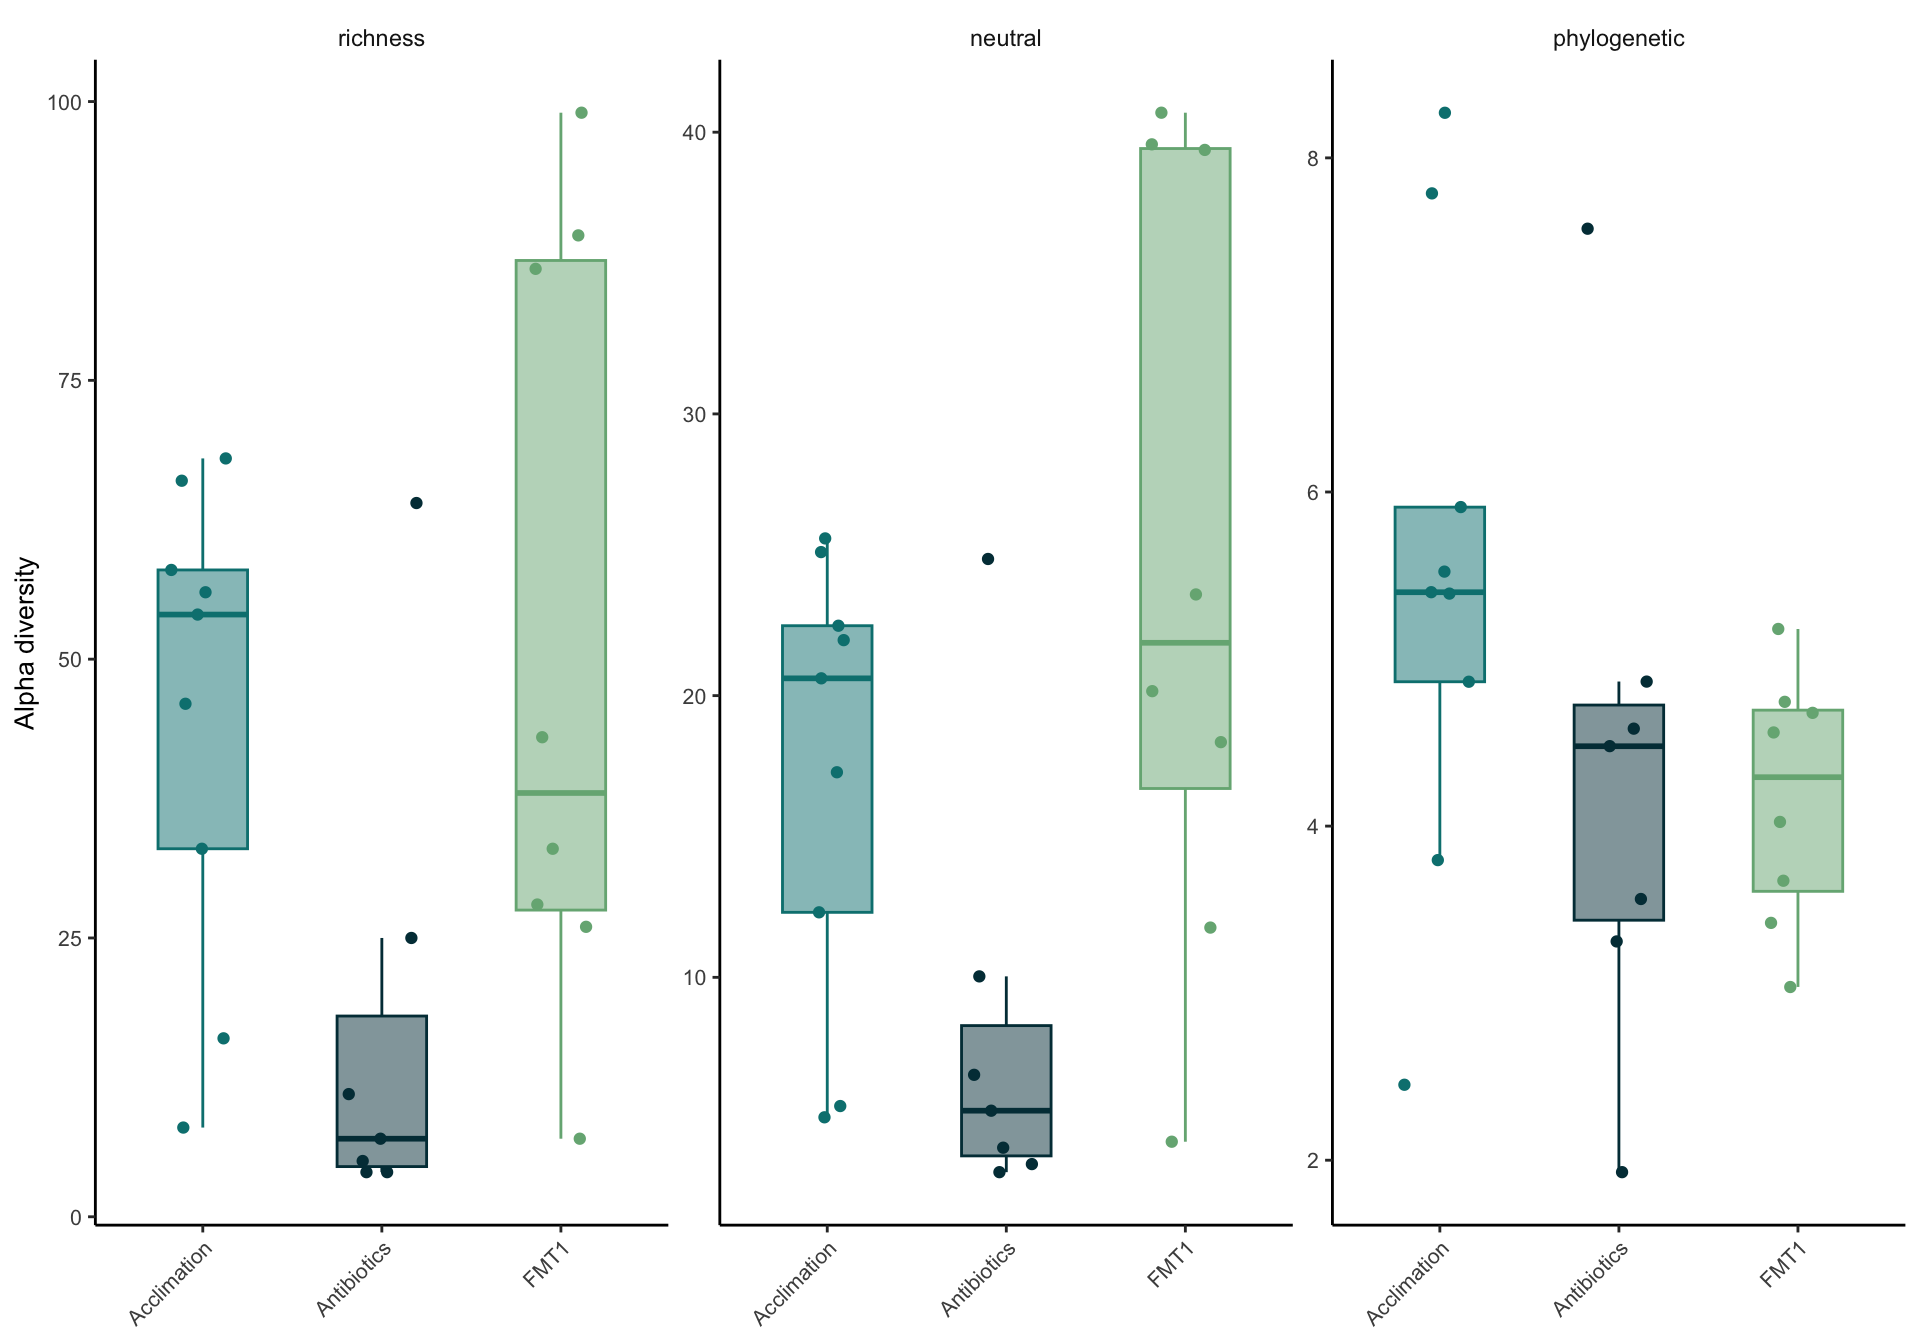 richness
neutral
phylogenetic
Alpha diversity
100
75
50
25
0
40
30
20
10
8
6
4
2
Acclimation
Antibiotics
FMT1
Acclimation
Antibiotics
FMT1
Acclimation
Antibiotics
FMT1